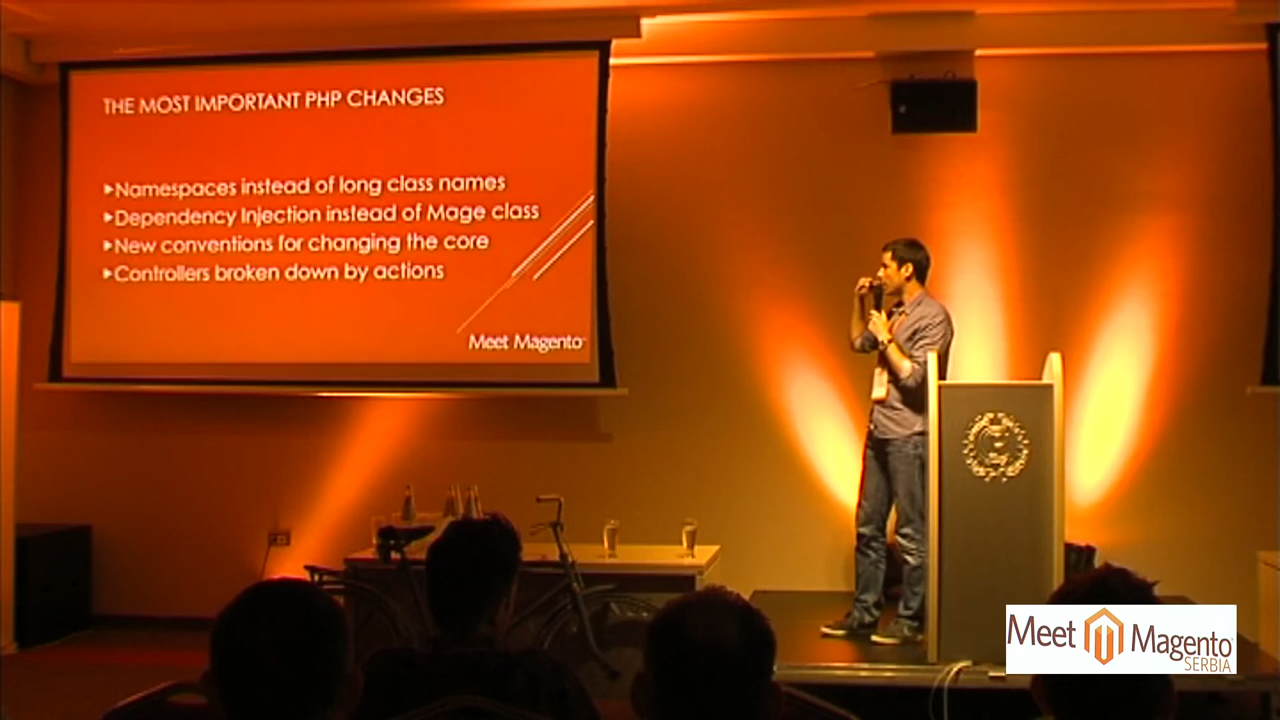 THE MOST IMPORTANT PHP CHANGES
▸Namespaces instead of long class names
▸Dependency Injection instead of Mage class
▸New conventions for changing the core
▸Controllers broken down by actions
Meet Magento
Meet Magento
SERBIA